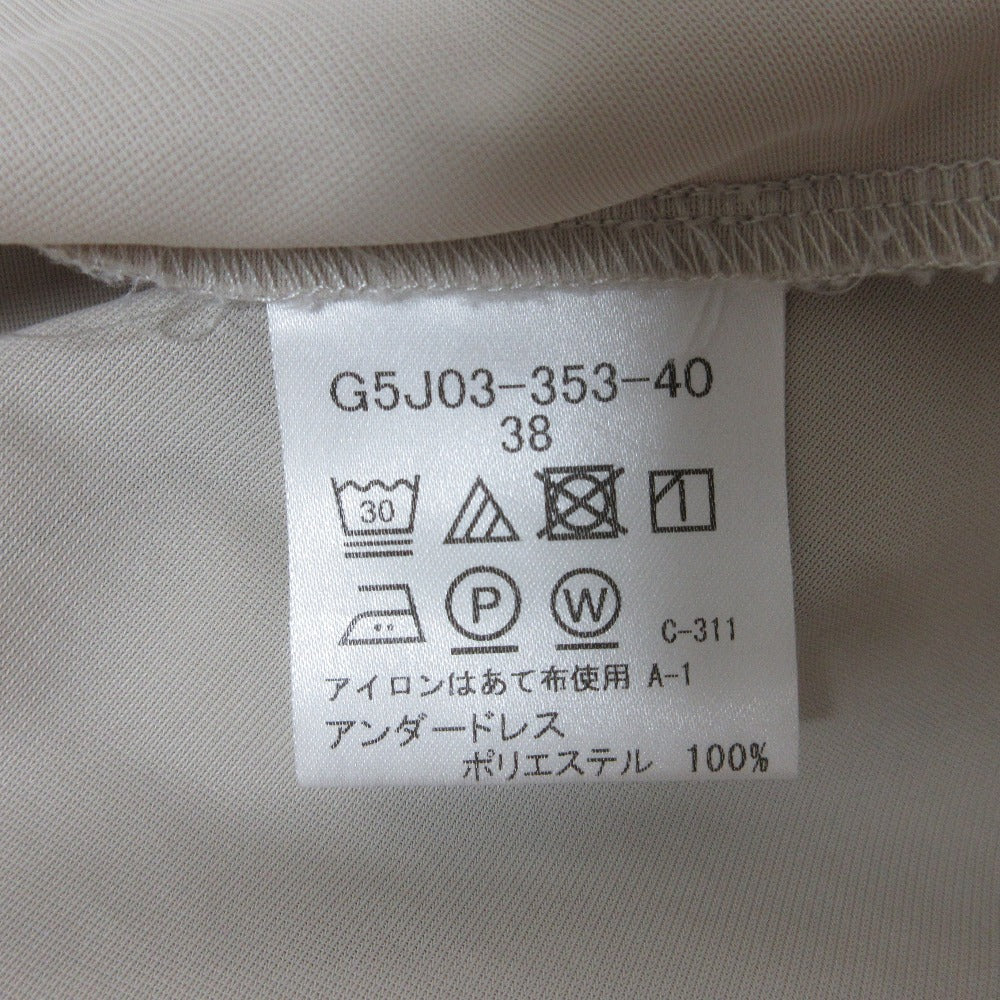 G5J03-353-40
38
30
P W C-311
アイロンはあて布使用 A-1
アンダードレス
ポリエステル 100%